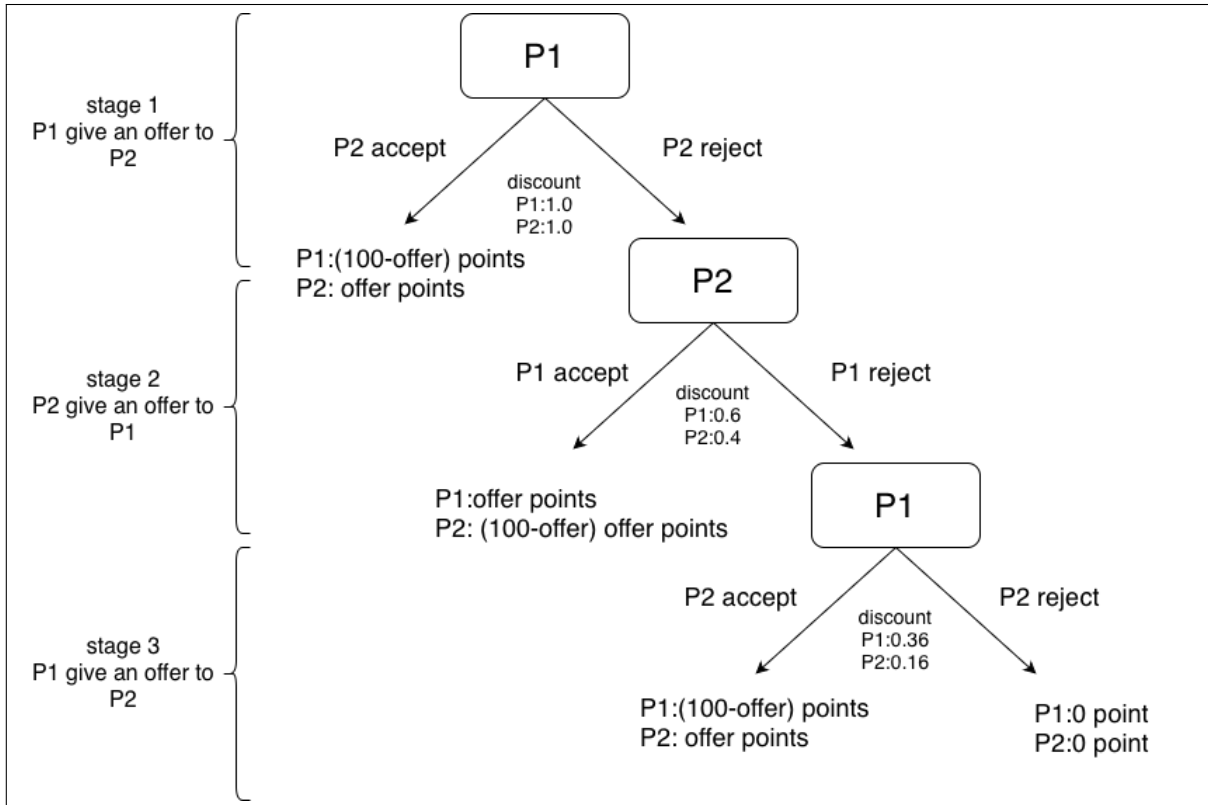 P1
stage 1
P1 give an offer to
P2
P2 accept
P2 reject
discount
P1:1.0
P2:1.0
P1:(100-offer) points
P2: offer points
P2
stage 2
P2 give an offer to
P1
P1 accept
P1 reject
discount
P1:0.6
P2:0.4
P1:offer points
P2: (100-offer) offer points
P1
stage 3
P1 give an offer to
P2
P2 accept
P2 reject
discount
P1:0.36
P2:0.16
P1:(100-offer) points
P2: offer points
P1:0 point
P2:0 point